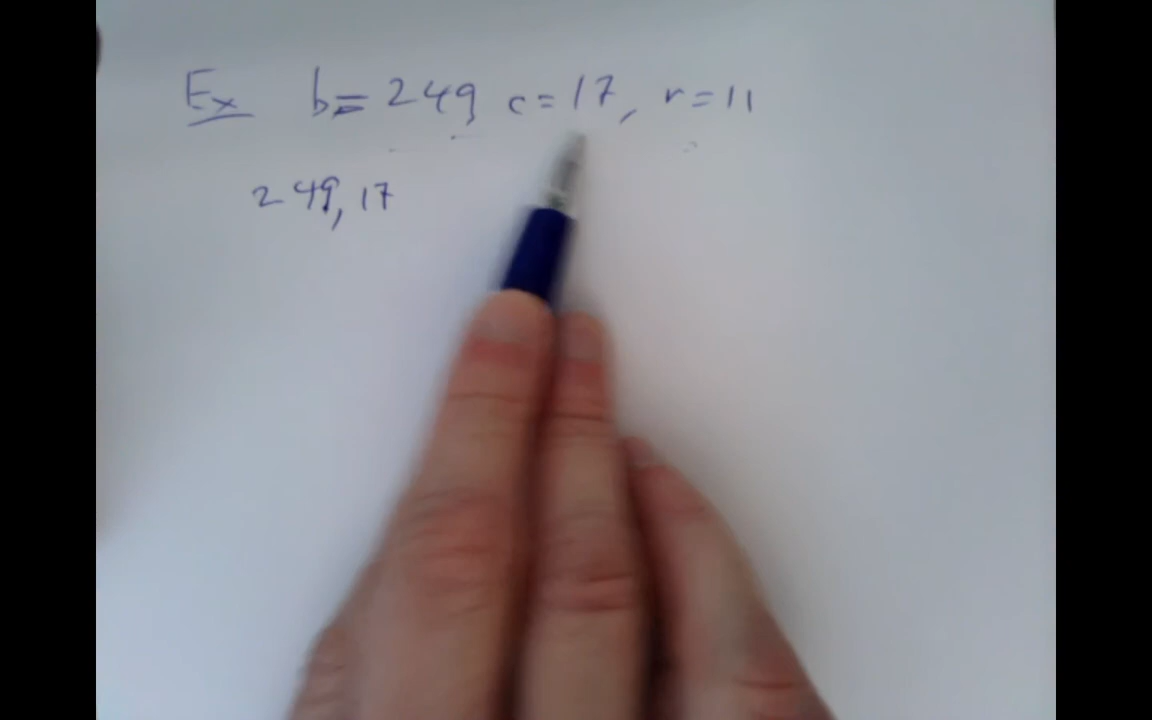 Ex b = 249 c = 17, r = 11
249, 17